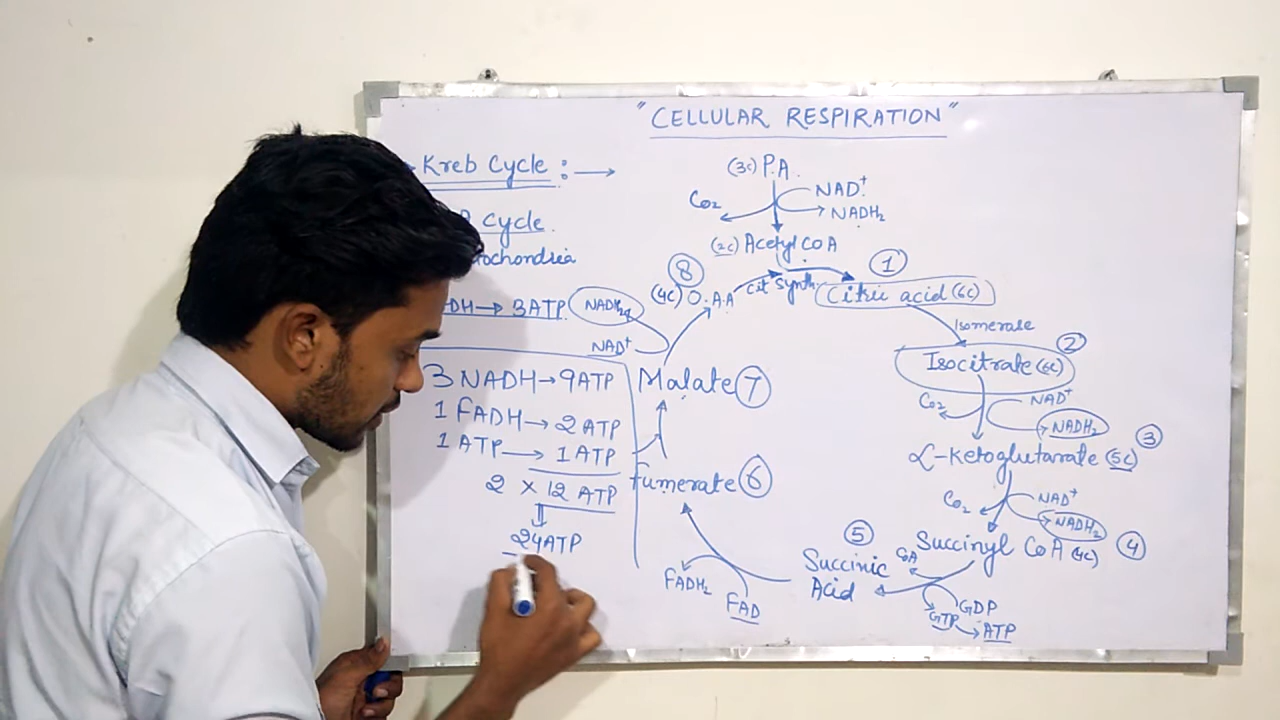 "CELLULAR RESPIRATION"
Kreb Cycle :→
Cycle.
ochondria
DH → 3ATP
3 NADH → 9ATP
1 FADH → 2 ATP
1 ATP → 1 ATP
2 × 12 ATP
24ATP
(3c) P.A.
CO2
NAD+
NADH2
(2c) Acetyl CoA
cit Synth
1
Citric acid (6c)
Isomerase
2
Isocitrate (6c)
CO2
NAD+
NADH2
3
α-Ketoglutarate (5c)
CO2
NAD+
NADH2
Succinyl CoA (4c) 4
GDP
GTP → ATP
5
Succinic
Acid
FAD
FADH2
Fumerate 6
Malate 7
NAD+
NADH2
8
(4c) O.A.A